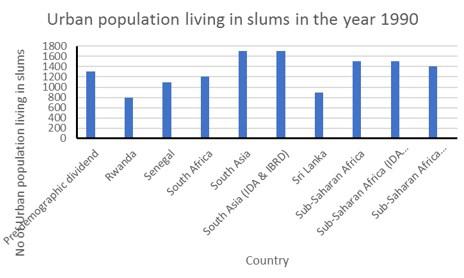 Urban population living in slums in the year 1990
No of Urban population living in slums
1800
1600
1400
1200
1000
800
600
400
200
0
Pre-demographic dividend
Rwanda
Senegal
South Africa
South Asia
South Asia (IDA & IBRD)
Sri Lanka
Sub-Saharan Africa
Sub-Saharan Africa (IDA...
Sub-Saharan Africa...
Country